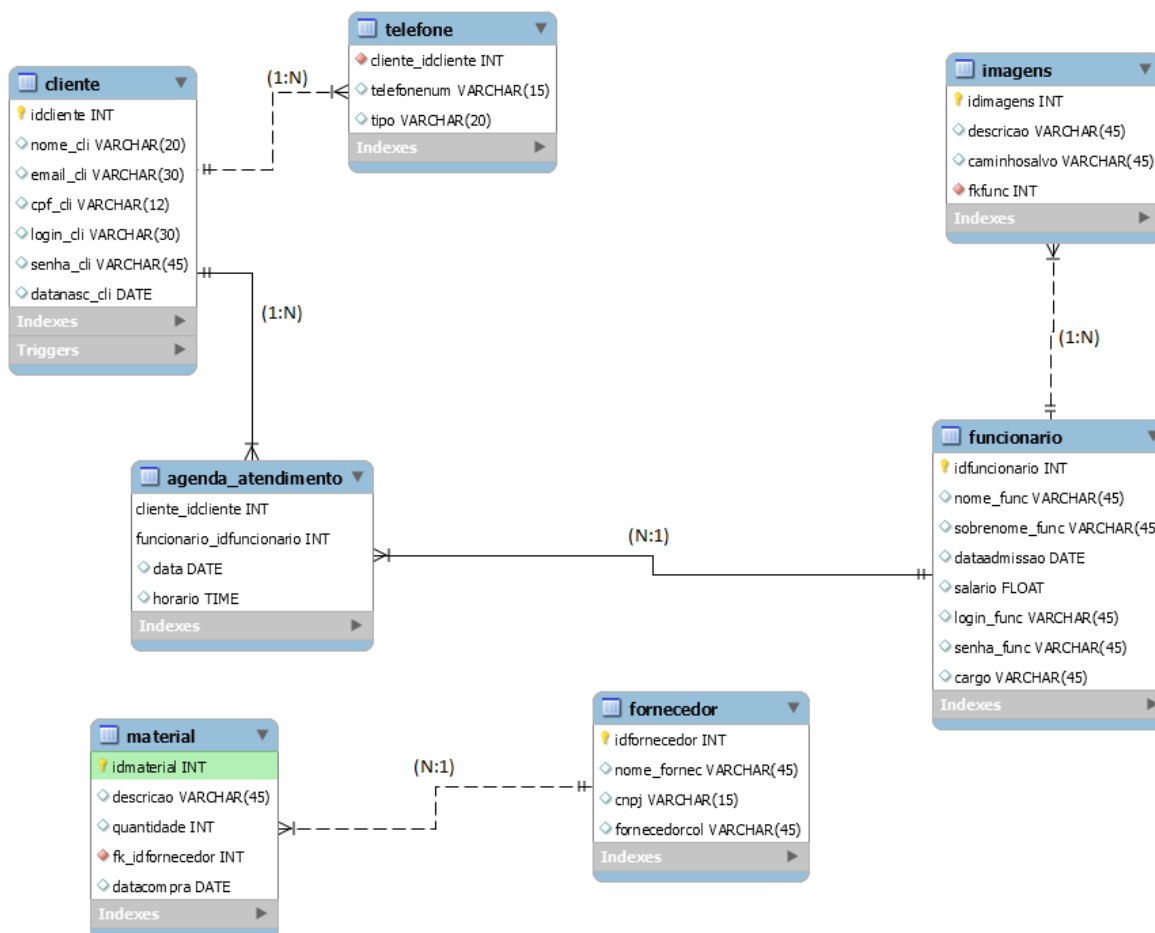 telefone
cliente_idcliente INT
telefonenum VARCHAR(15)
tipo VARCHAR(20)
Indexes
(1:N)
cliente
idcliente INT
nome_cli VARCHAR(20)
email_cli VARCHAR(30)
cpf_cli VARCHAR(12)
login_cli VARCHAR(30)
senha_cli VARCHAR(45)
datanasc_cli DATE
Indexes
Triggers
(1:N)
imagens
idimagens INT
descricao VARCHAR(45)
caminhosalvo VARCHAR(45)
fkfunc INT
Indexes
(1:N)
funcionario
idfuncionario INT
nome_func VARCHAR(45)
sobrenome_func VARCHAR(45
dataadmissao DATE
salario FLOAT
login_func VARCHAR(45)
senha_func VARCHAR(45)
cargo VARCHAR(45)
Indexes
agenda_atendimento
cliente_idcliente INT
funcionario_idfuncionario INT
data DATE
horario TIME
Indexes
(N:1)
material
idmaterial INT
descricao VARCHAR(45)
quantidade INT
fk_idfornecedor INT
datacompra DATE
Indexes
(N:1)
fornecedor
idfornecedor INT
nome_fornec VARCHAR(45)
cnpj VARCHAR(15)
fornecedorcol VARCHAR(45)
Indexes